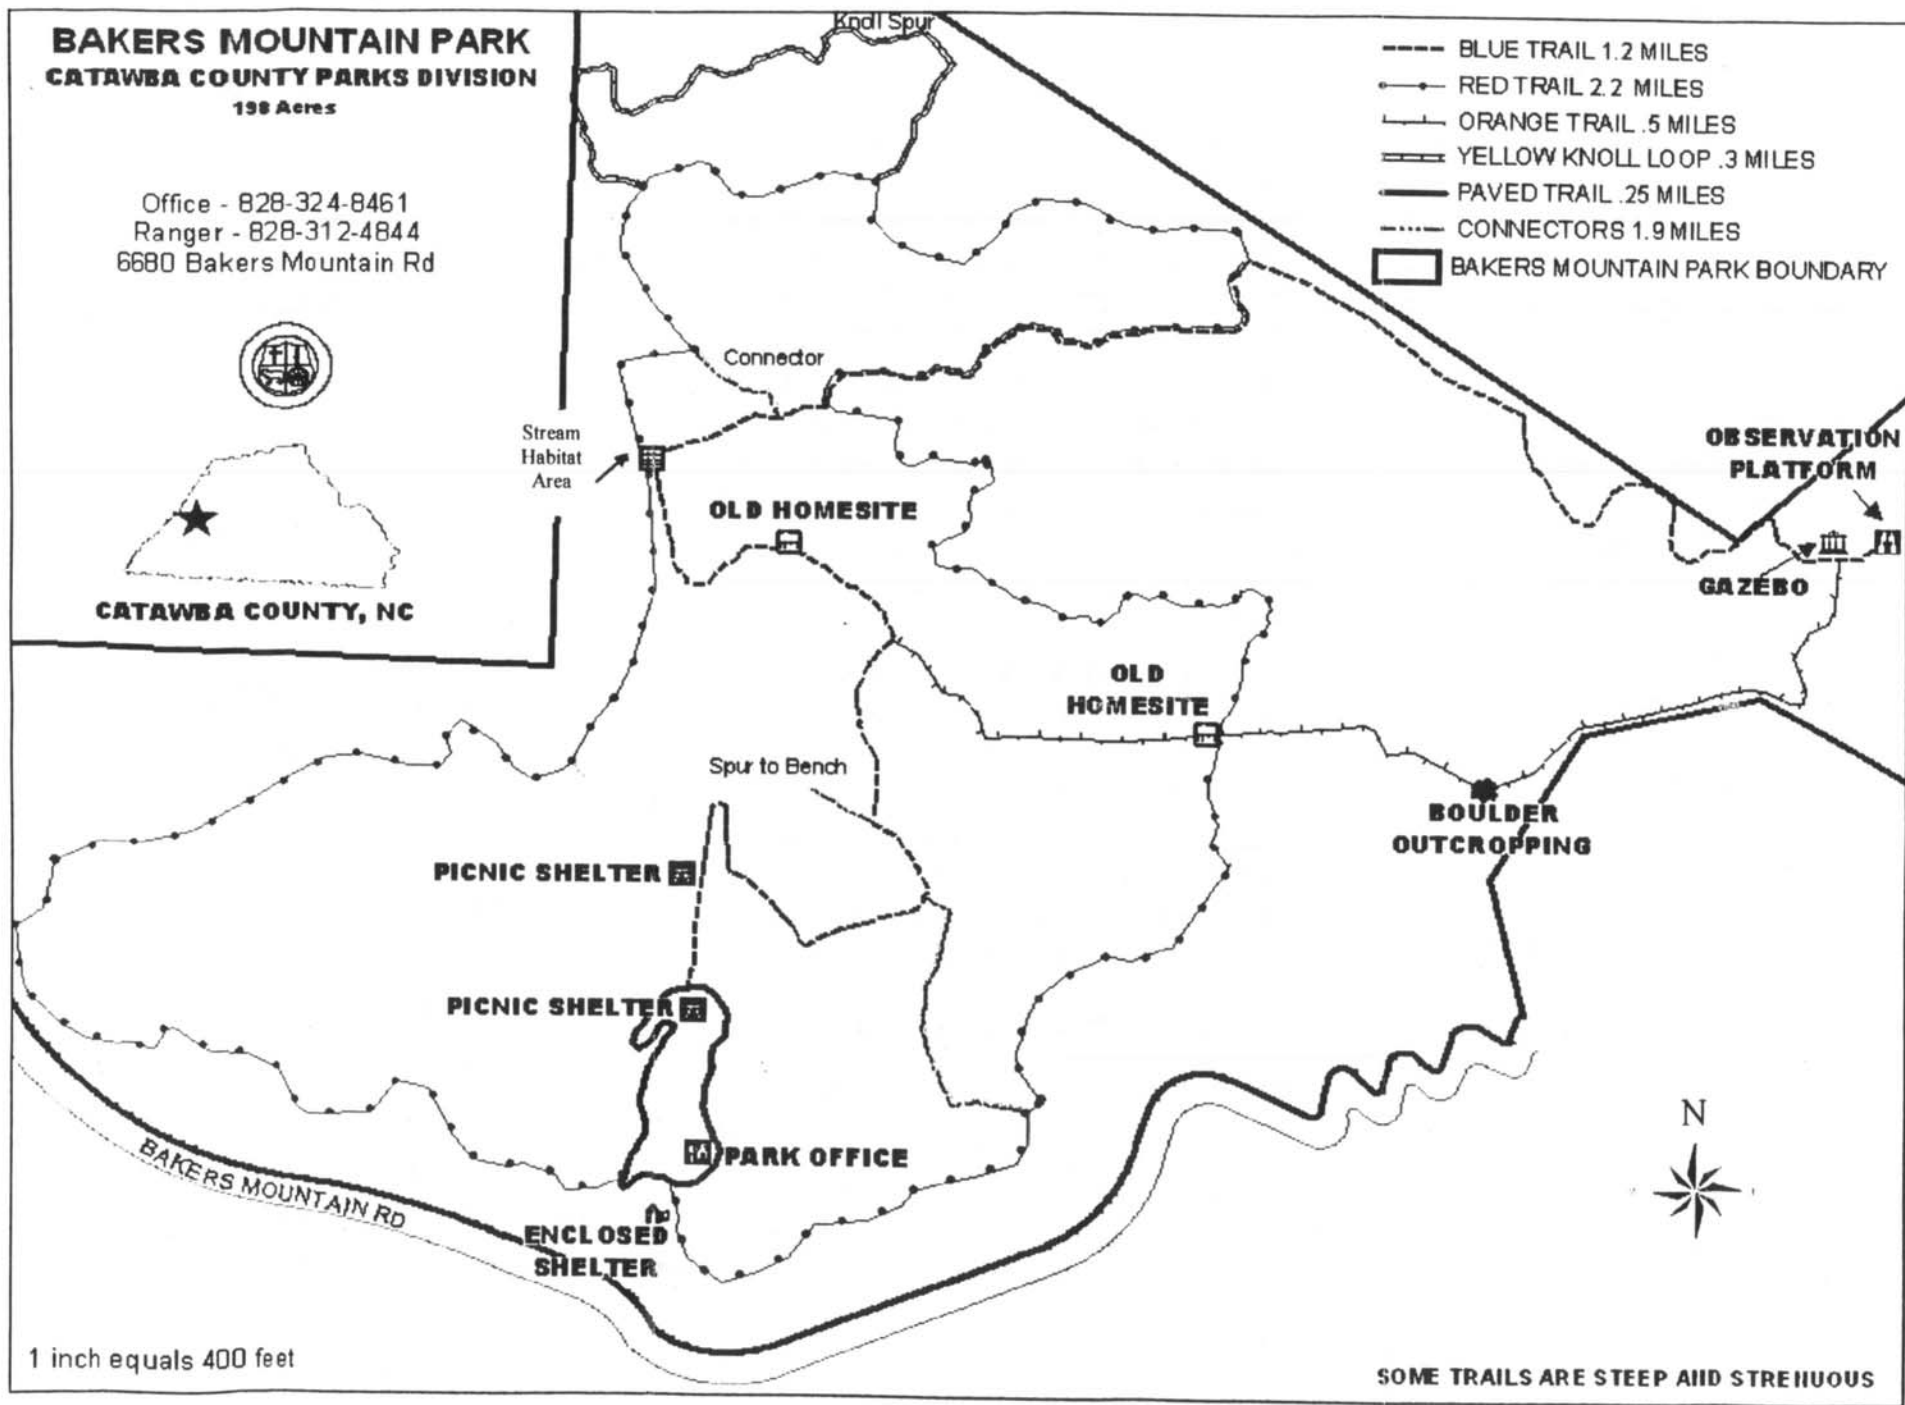 BAKERS MOUNTAIN PARK
CATAWBA COUNTY PARKS DIVISION
198 Acres
Office - 828-324-8461
Ranger - 828-312-4844
6680 Bakers Mountain Rd
CATAWBA COUNTY, NC
Knoll Spur
BLUE TRAIL 1.2 MILES
RED TRAIL 2.2 MILES
ORANGE TRAIL .5 MILES
YELLOW KNOLL LOOP .3 MILES
PAVED TRAIL .25 MILES
CONNECTORS 1.9 MILES
BAKERS MOUNTAIN PARK BOUNDARY
Connector
Stream
Habitat
Area
OLD HOMESITE
OBSERVATION
PLATFORM
GAZEBO
OLD
HOMESITE
Spur to Bench
BOULDER
OUTCROPPING
PICNIC SHELTER
PICNIC SHELTER
PARK OFFICE
ENCLOSED
SHELTER
BAKERS MOUNTAIN RD
N
1 inch equals 400 feet
SOME TRAILS ARE STEEP AND STRENUOUS